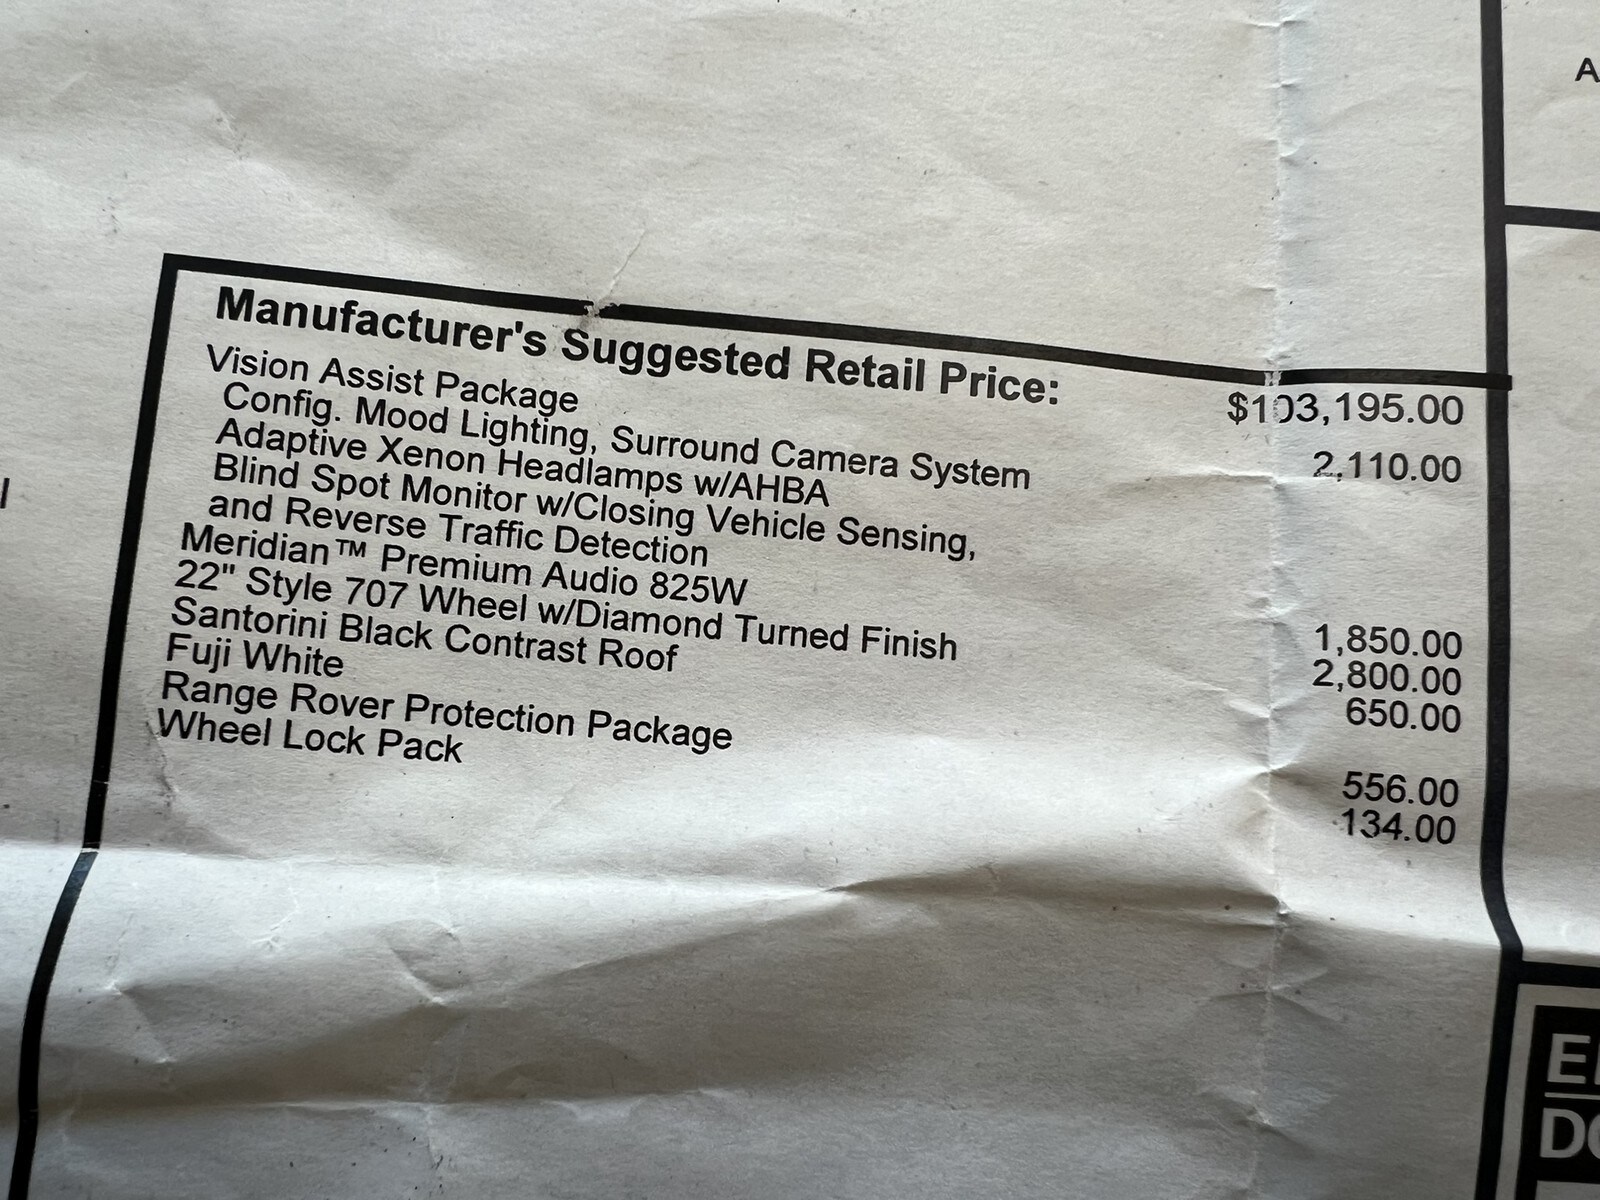 A
Manufacturer's Suggested Retail Price: $103,195.00
Vision Assist Package 2,110.00
Config. Mood Lighting, Surround Camera System
Adaptive Xenon Headlamps w/AHBA
Blind Spot Monitor w/Closing Vehicle Sensing,
and Reverse Traffic Detection
Meridian™ Premium Audio 825W 1,850.00
22" Style 707 Wheel w/Diamond Turned Finish 2,800.00
Santorini Black Contrast Roof 650.00
Fuji White
Range Rover Protection Package 556.00
Wheel Lock Pack 134.00